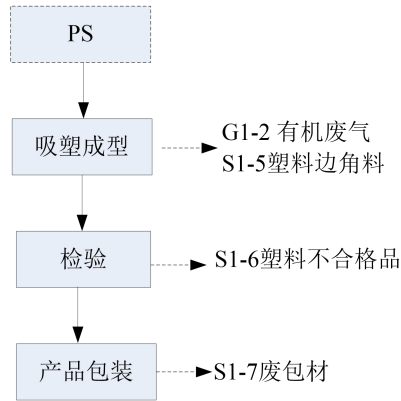 PS
吸塑成型
G1-2 有机废气
S1-5塑料边角料
检验
S1-6塑料不合格品
产品包装
S1-7废包材